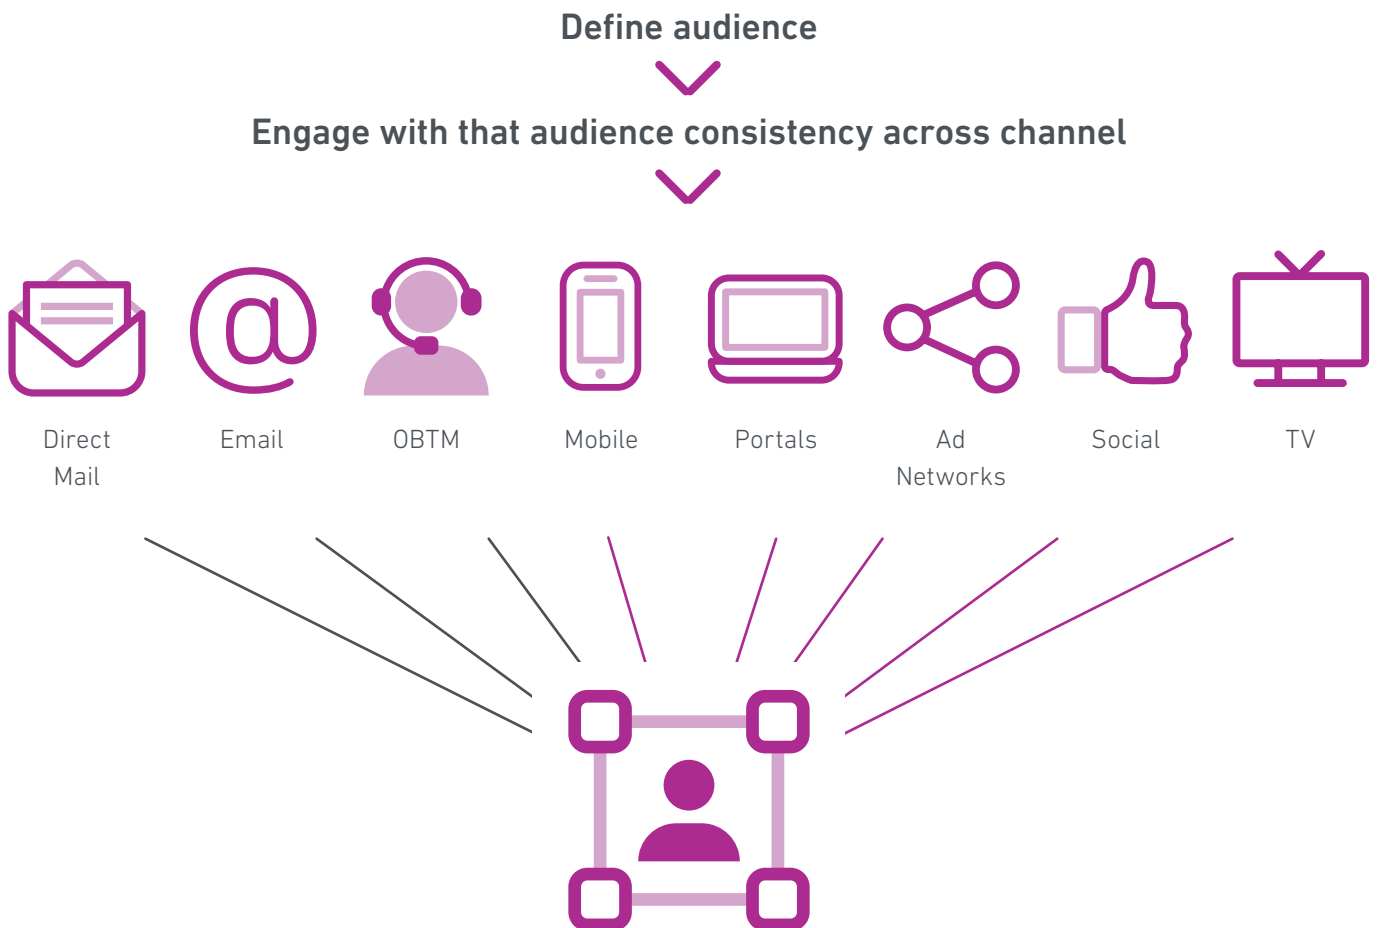 Define audience
Engage with that audience consistency across channel
Direct
Mail
Email
OBTM
Mobile
Portals
Ad
Networks
Social
TV